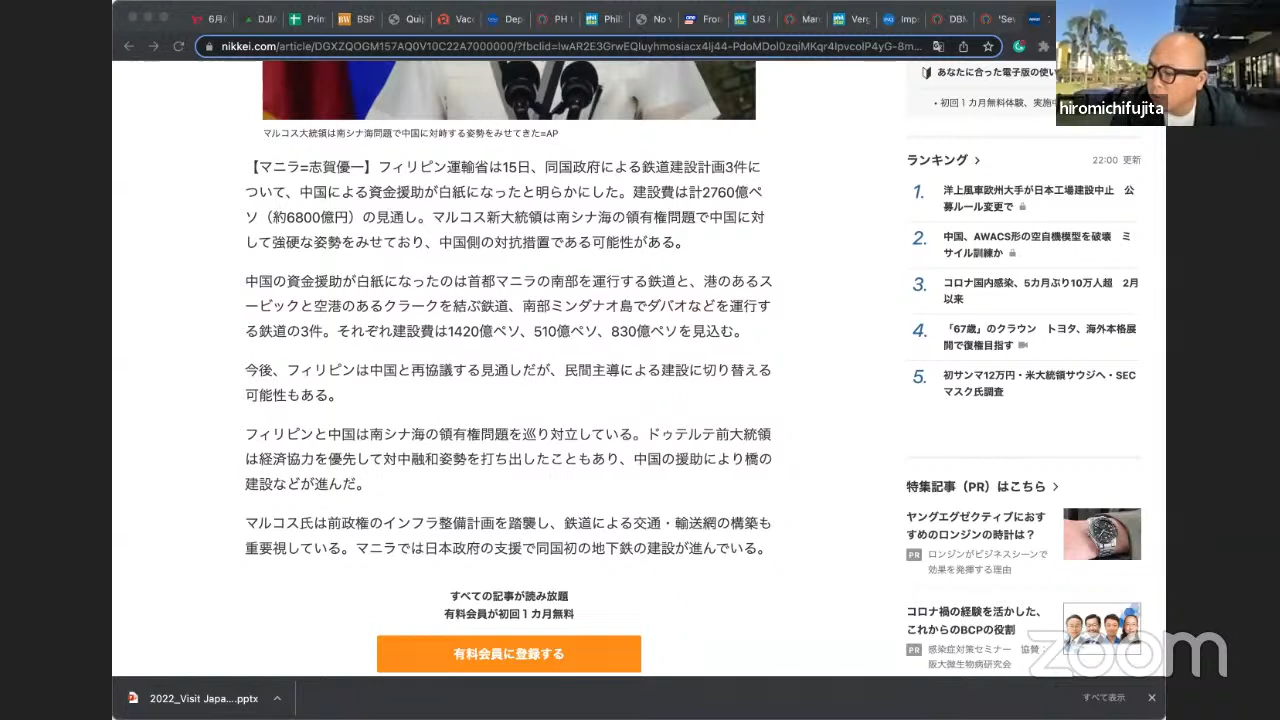 6月
DJIA
Prim
BSP
Quip
Vacc
Dep
PH
Phil
No v
Fron
US
Marc
Verg
Imp
DBM
'Sev
nikkei.com/article/DGXZQOGM157AQ0V10C22A7000000/?fbclid=
hiromichifujita
あなたに合った電子版の使い
・初回1カ月無料体験、実施中
マルコス大統領は南シナ海問題で中国に対峙する姿勢をみせてきた=AP
【マニラ=志賀優一】フィリピン運輸省は15日、同国政府による鉄道建設計画3件に
ついて、中国による資金援助が白紙になったと明らかにした。建設費は計2760億ペ
ソ（約6800億円）の見通し。マルコス新大統領は南シナ海の領有権問題で中国に対
して強硬な姿勢をみせており、中国側の対抗措置である可能性がある。
中国の資金援助が白紙になったのは首都マニラの南部を運行する鉄道と、港のあるス
ービックと空港のあるクラークを結ぶ鉄道、南部ミンダナオ島でダバオなどを運行す
る鉄道の3件。それぞれ建設費は1420億ペソ、510億ペソ、830億ペソを見込む。
今後、フィリピンは中国と再協議する見通しだが、民間主導による建設に切り替える
可能性もある。
フィリピンと中国は南シナ海の領有権問題を巡り対立している。ドゥテルテ前大統領
は経済協力を優先して対中融和姿勢を打ち出したこともあり、中国の援助により橋の
建設などが進んだ。
マルコス氏は前政権のインフラ整備計画を踏襲し、鉄道による交通・輸送網の構築も
重要視している。マニラでは日本政府の支援で同国初の地下鉄の建設が進んでいる。
すべての記事が読み放題
有料会員が初回1カ月無料
有料会員に登録する
ランキング
22:00 更新
1.
洋上風車欧州大手が日本工場建設中止　公
募ルール変更で
2.
中国、AWACS形の空自機模型を破壊　ミ
サイル訓練か
3.
コロナ国内感染、5カ月ぶり10万人超　2月
以来
4.
「67歳」のクラウン　トヨタ、海外本格展
開で復権目指す
5.
初サンマ12万円・米大統領サウジへ・SEC
マスク氏調査
特集記事（PR）はこちら
ヤングエグゼクティブにおす
すめのロンジンの時計は？
PR ロンジンがビジネスシーンで
効果を発揮する理由
コロナ禍の経験を活かした、
これからのBCPの役割
PR 感染症対策セミナー　協賛：
阪大微生物病研究会
zoom
2022_Visit Japa....pptx
すべて表示